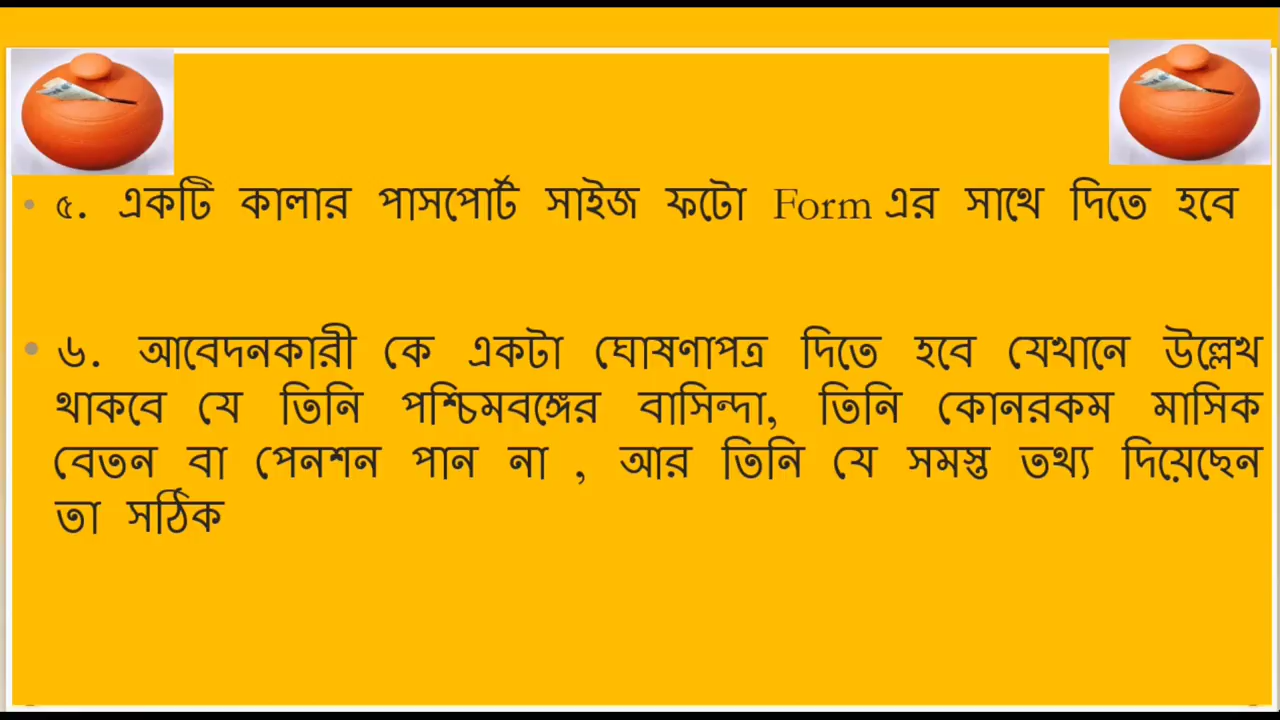 ৫. একটি কালার পাসপোর্ট সাইজ ফটো Form এর সাথে দিতে হবে
৬. আবেদনকারী কে একটা ঘোষণাপত্র দিতে হবে যেখানে উল্লেখ
থাকবে যে তিনি পশ্চিমবঙ্গের বাসিন্দা, তিনি কোনরকম মাসিক
বেতন বা পেনশন পান না , আর তিনি যে সমস্ত তথ্য দিয়েছেন
তা সঠিক